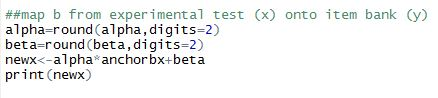 ##map b from experimental test (x) onto item bank (y)
alpha=round(alpha,digits=2)
beta=round(beta,digits=2)
newx<-alpha*anchorbx+beta
print(newx)